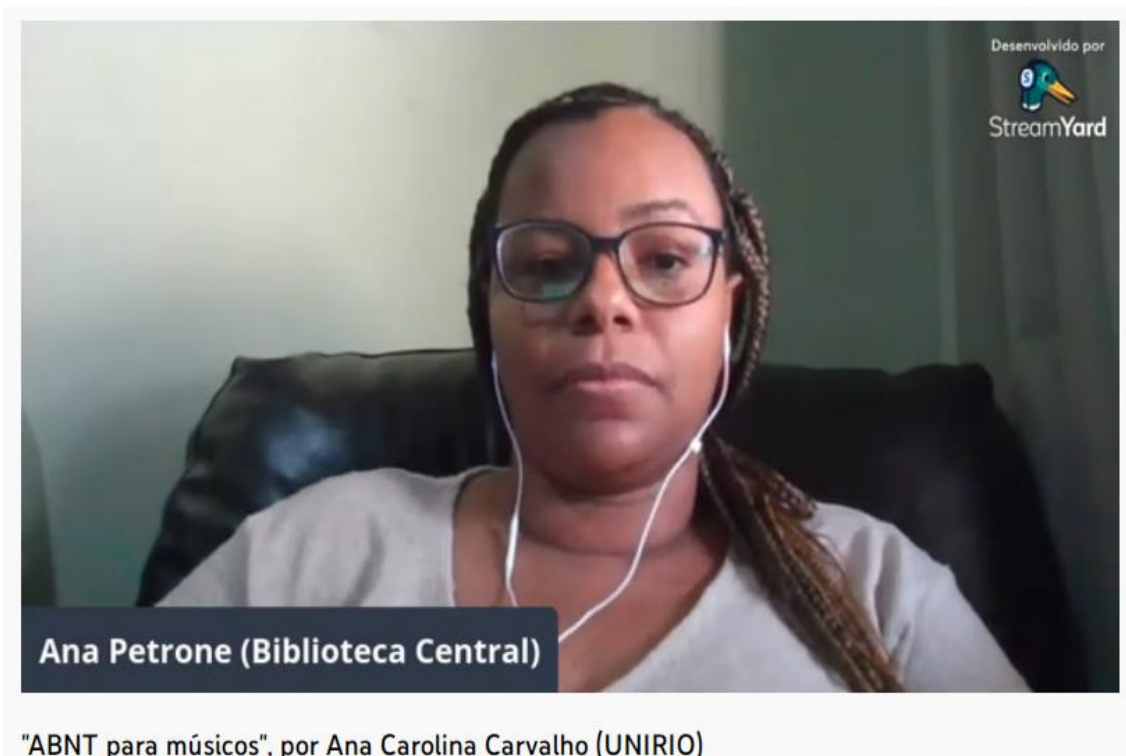 Desenvolvido por
StreamYard
Ana Petrone (Biblioteca Central)
"ABNT para músicos", por Ana Carolina Carvalho (UNIRIO)